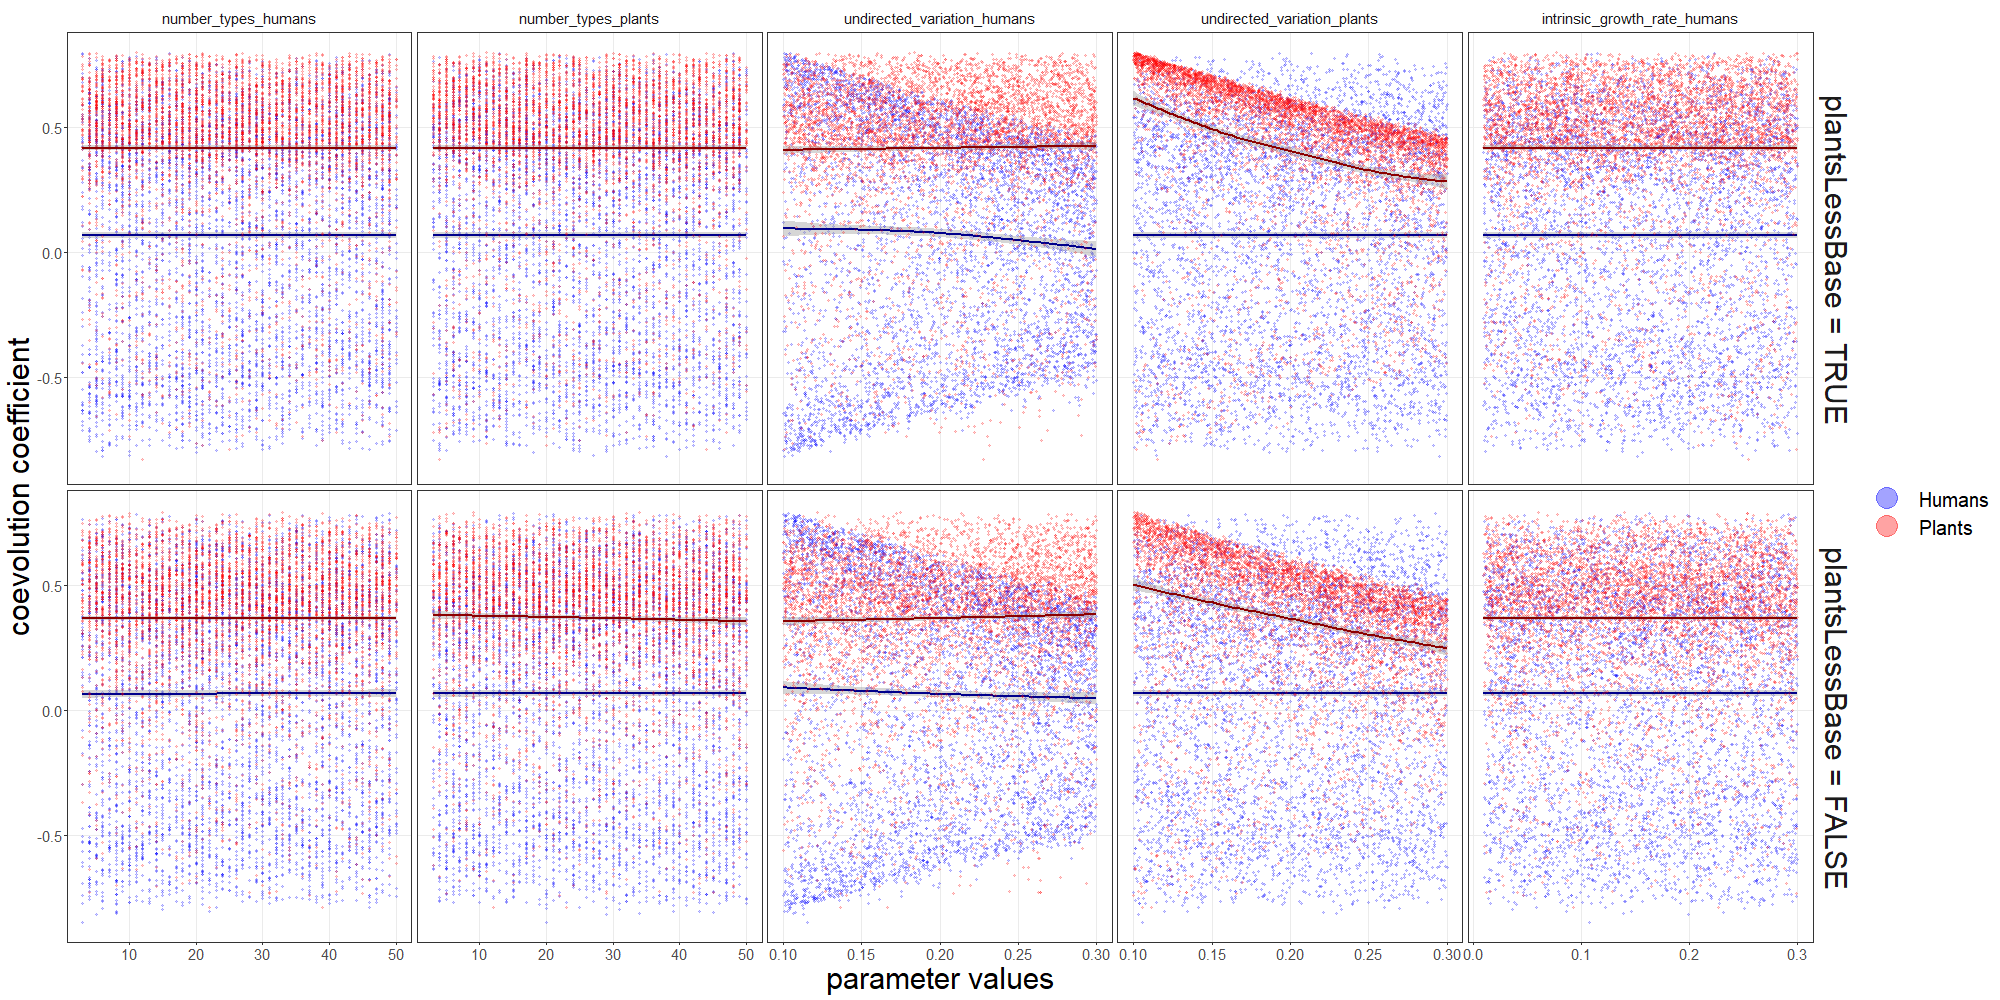 number_types_humans
number_types_plants
undirected_variation_humans
undirected_variation_plants
intrinsic_growth_rate_humans
0.5
0.0
-0.5
plantsLessBase = TRUE
coevolution coefficient
Humans
Plants
0.5
0.0
-0.5
plantsLessBase = FALSE
10 20 30 40 50
10 20 30 40 50
0.10 0.15 0.20 0.25 0.30
0.10 0.15 0.20 0.25 0.30
0.0 0.1 0.2 0.3
parameter values